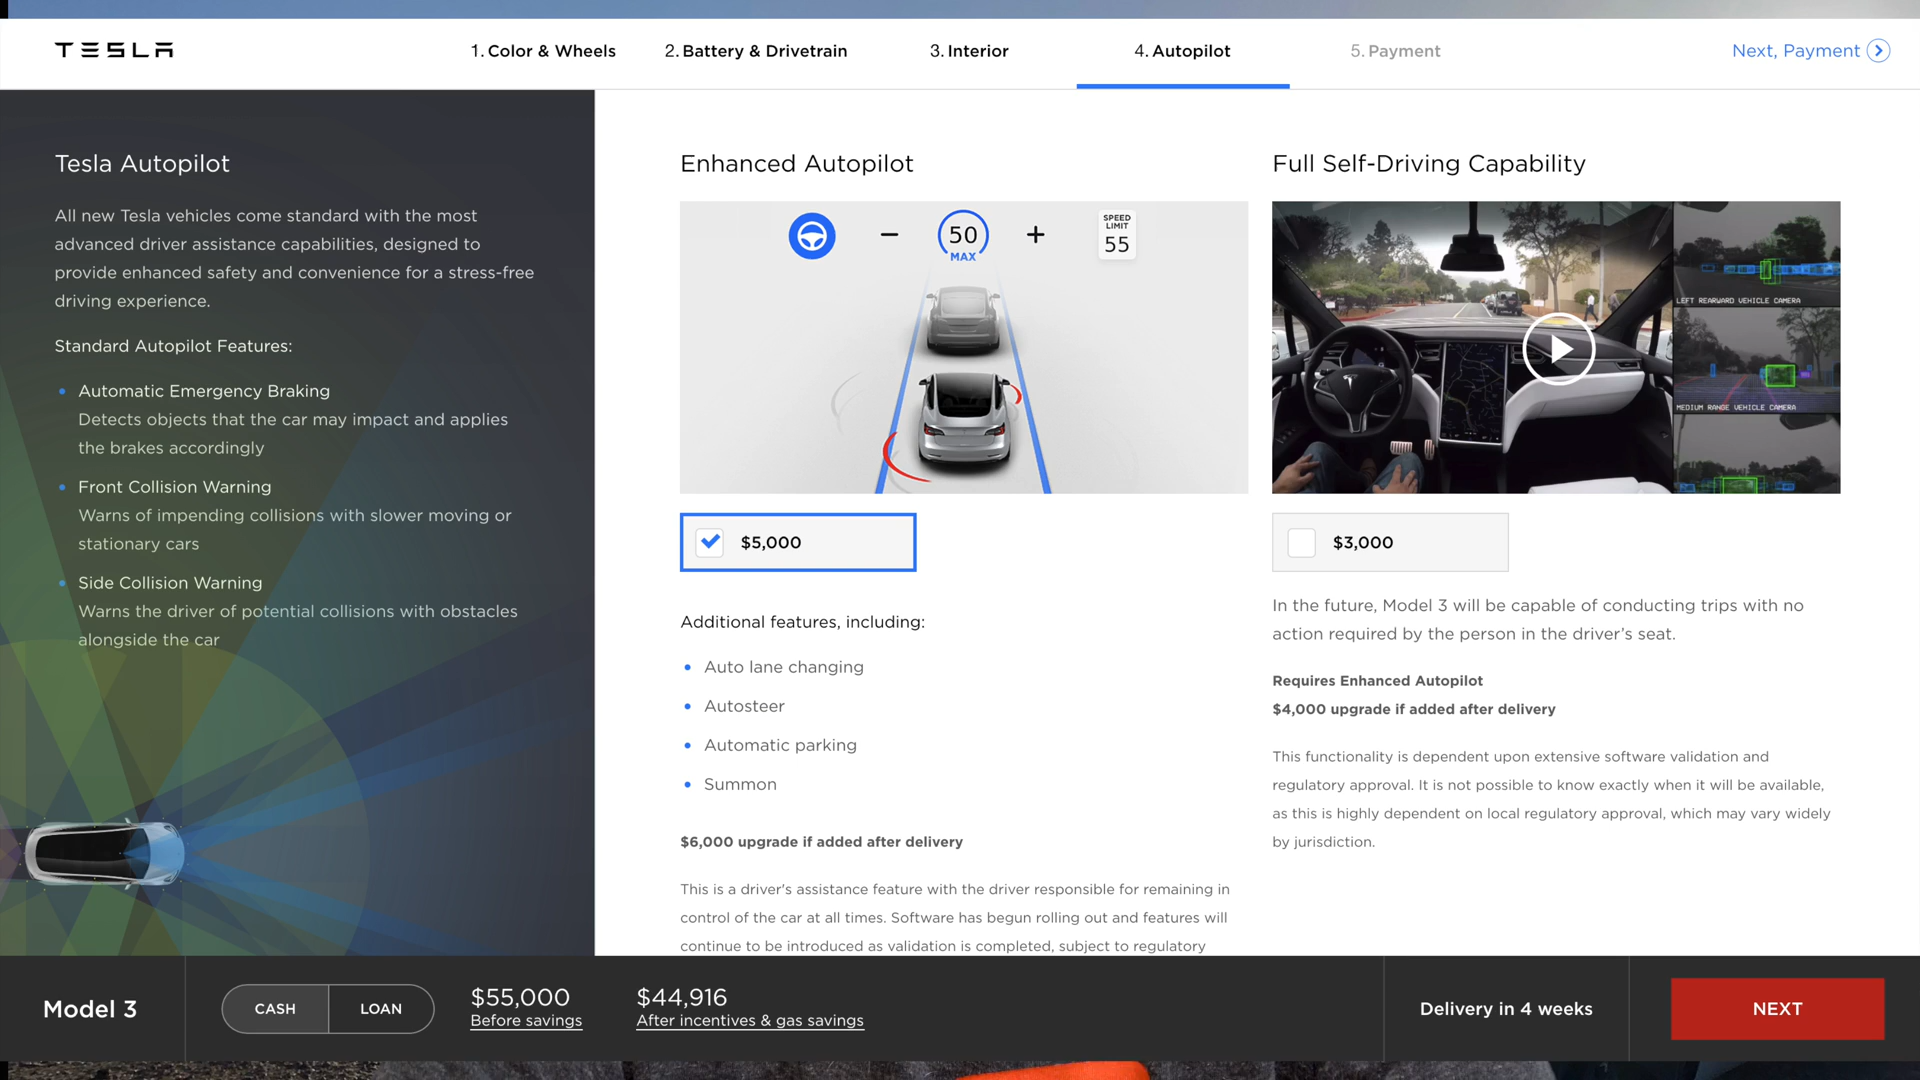 TESLA
1. Color & Wheels
2. Battery & Drivetrain
3. Interior
4. Autopilot
5. Payment
Next, Payment
Tesla Autopilot
All new Tesla vehicles come standard with the most
advanced driver assistance capabilities, designed to
provide enhanced safety and convenience for a stress-free
driving experience.
Standard Autopilot Features:
Automatic Emergency Braking
Detects objects that the car may impact and applies
the brakes accordingly
Front Collision Warning
Warns of impending collisions with slower moving or
stationary cars
Side Collision Warning
Warns the driver of potential collisions with obstacles
alongside the car
Enhanced Autopilot
50
MAX
SPEED
LIMIT
55
$5,000
Additional features, including:
Auto lane changing
Autosteer
Automatic parking
Summon
$6,000 upgrade if added after delivery
This is a driver's assistance feature with the driver responsible for remaining in
control of the car at all times. Software has begun rolling out and features will
continue to be introduced as validation is completed, subject to regulatory
Full Self-Driving Capability
LEFT REARWARD VEHICLE CAMERA
MEDIUM RANGE VEHICLE CAMERA
$3,000
In the future, Model 3 will be capable of conducting trips with no
action required by the person in the driver’s seat.
Requires Enhanced Autopilot
$4,000 upgrade if added after delivery
This functionality is dependent upon extensive software validation and
regulatory approval. It is not possible to know exactly when it will be available,
as this is highly dependent on local regulatory approval, which may vary widely
by jurisdiction.
Model 3
CASH
LOAN
$55,000
Before savings
$44,916
After incentives & gas savings
Delivery in 4 weeks
NEXT